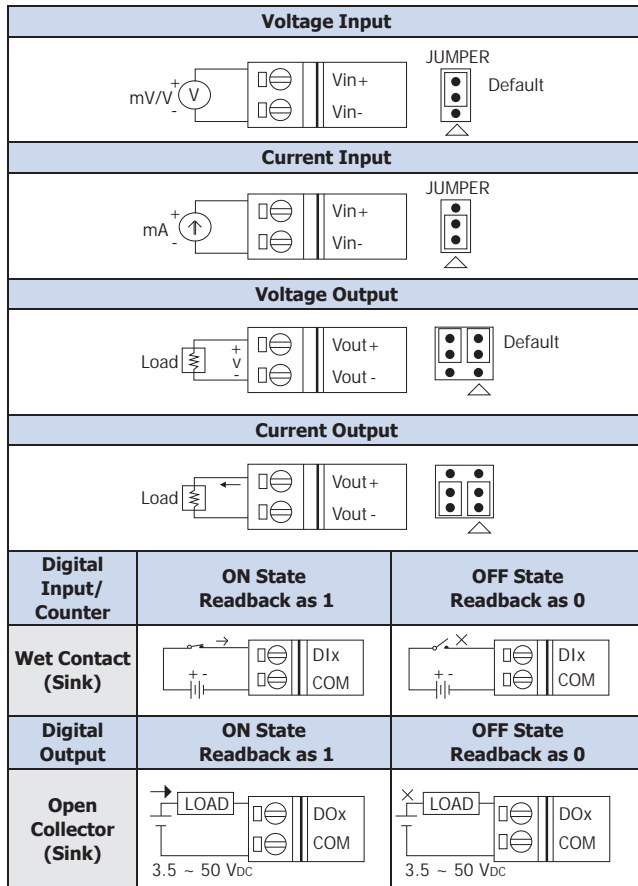 Voltage Input
JUMPER
Default
mV/V
+
V
-
Vin+
Vin-
Current Input
JUMPER
mA
+
-
Vin+
Vin-
Voltage Output
Load
+
V
-
Vout+
Vout -
Default
Current Output
Load
Vout+
Vout -
Digital
Input/
Counter
ON State
Readback as 1
OFF State
Readback as 0
Wet Contact
(Sink)
+ -
DIx
COM
+ -
DIx
COM
Digital
Output
ON State
Readback as 1
OFF State
Readback as 0
Open
Collector
(Sink)
LOAD
DOx
COM
3.5 ~ 50 VDC
LOAD
DOx
COM
3.5 ~ 50 VDC